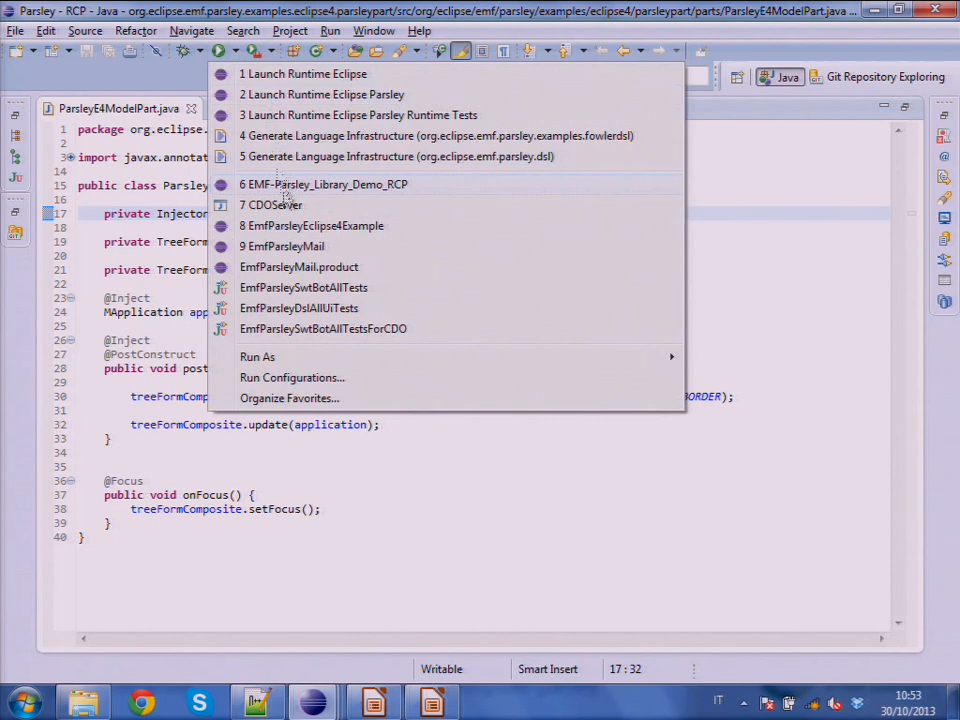 Parsley - RCP - Java - org.eclipse.emf.parsley.examples.eclipse4.parsleypart/src/org/eclipse/emf/parsley/examples/eclipse4/parsleypart/parts/ParsleyE4ModelPart.java
File Edit Source Refactor Navigate Search Project Run Window Help
Java Git Repository Exploring
1 Launch Runtime Eclipse
2 Launch Runtime Eclipse Parsley
3 Launch Runtime Eclipse Parsley Runtime Tests
4 Generate Language Infrastructure (org.eclipse.emf.parsley.examples.fowlerdsl)
5 Generate Language Infrastructure (org.eclipse.emf.parsley.dsl)
6 EMF-Parsley_Library_Demo_RCP
7 CDOServer
8 EmfParsleyEclipse4Example
9 EmfParsleyMail
EmfParsleyMail.product
EmfParsleySwtBotAllTests
EmfParsleyDslAllUiTests
EmfParsleySwtBotAllTestsForCDO
Run As
Run Configurations...
Organize Favorites...
ParsleyE4ModelPart.java
1 package org.eclipse.
2
3 import javax.annotat
15 public class Parsley
16
17 private Injector
18
19 private TreeForm
20
21 private TreeForm
22
23 @Inject
24 MApplication app
25
26 @Inject
27 @PostConstruct
28 public void post
30 treeFormComp BORDER);
31
32 treeFormComposite.update(application);
33 }
34
35
36 @Focus
37 public void onFocus() {
38 treeFormComposite.setFocus();
39 }
40 }
Writable Smart Insert 17 : 32
IT 10:53
30/10/2013